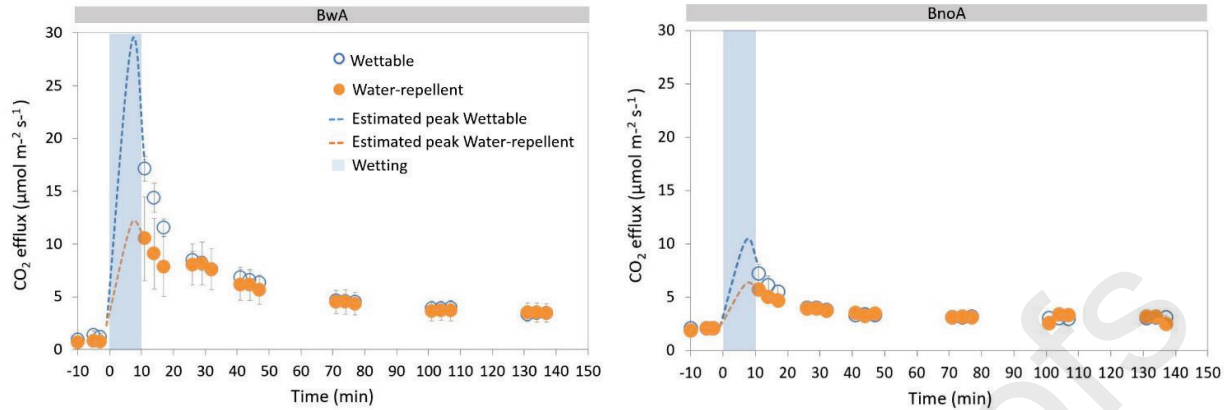 BwA
30
25
20
15
10
5
0
CO2 efflux (µmol m-2 s-1)
Wettable
Water-repellent
Estimated peak Wettable
Estimated peak Water-repellent
Wetting
-10 0 10 20 30 40 50 60 70 80 90 100 110 120 130 140 150
Time (min)
BnoA
30
25
20
15
10
5
0
CO2 efflux (µmol m-2 s-1)
-10 0 10 20 30 40 50 60 70 80 90 100 110 120 130 140 150
Time (min)
ofs